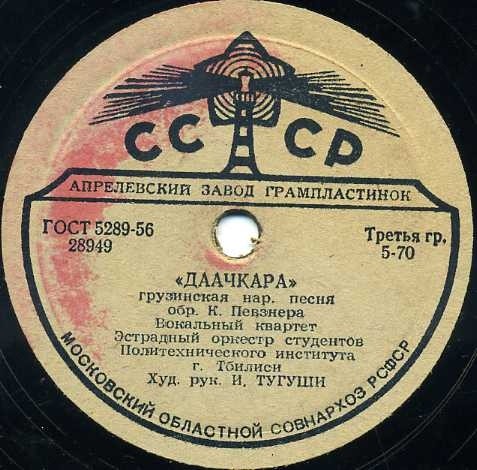 СССР
АПРЕЛЕВСКИЙ ЗАВОД ГРАМПЛАСТИНОК
ГОСТ 5289-56
28949
Третья гр.
5-70
«ДААЧКАРА»
грузинская нар. песня
обр. К. Певзнера
Вокальный квартет
Эстрадный оркестр студентов
Политехнического института
г. Тбилиси
Худ. рук. И. ТУГУШИ
МОСКОВСКИЙ ОБЛАСТНОЙ СОВНАРХОЗ РСФСР